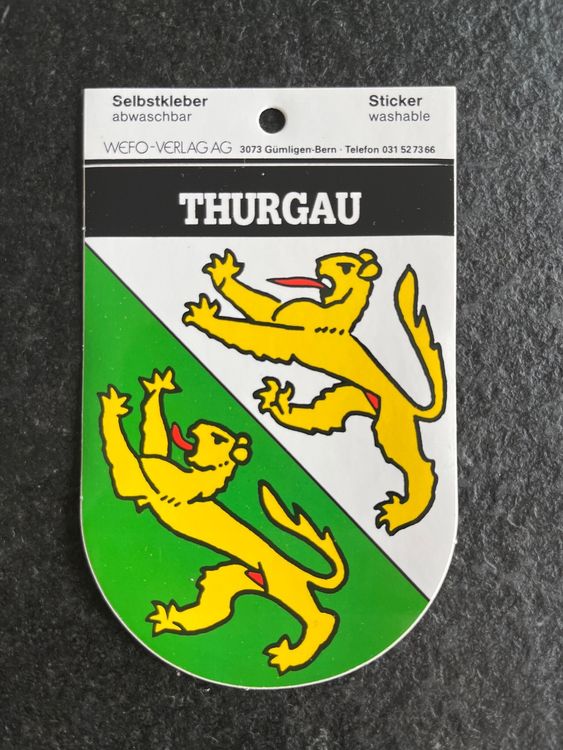 Selbstkleber Sticker
abwaschbar washable
WEFO-VERLAG AG 3073 Gümligen-Bern · Telefon 031 52 73 66
THURGAU